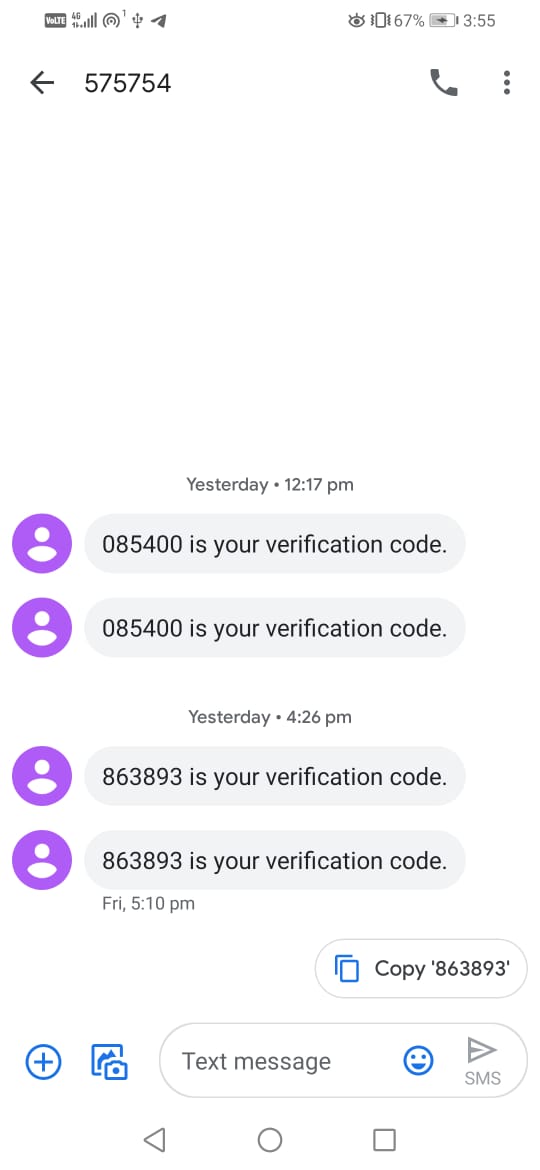 VoLTE 4G 1 67% 3:55
575754
Yesterday • 12:17 pm
085400 is your verification code.
085400 is your verification code.
Yesterday • 4:26 pm
863893 is your verification code.
863893 is your verification code.
Fri, 5:10 pm
Copy '863893'
Text message
SMS